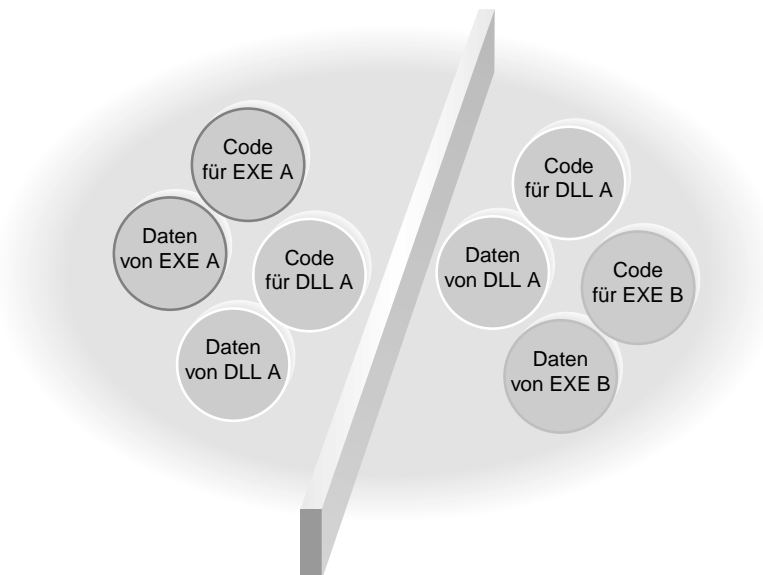 Code
für EXE A
Daten
von EXE A
Code
für DLL A
Daten
von DLL A
Code
für DLL A
Daten
von DLL A
Code
für EXE B
Daten
von EXE B